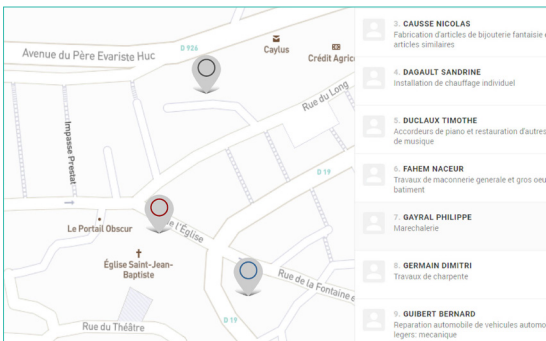 Avenue du Père Evariste Huc
D 926
Caylus
Crédit Agric
Rue du Long
Impasse Prestat
D 19
Le Portail Obscur
e l'Église
Église Saint-Jean-
Baptiste
Rue de la Fontaine
Rue du Théâtre
D 19
3. CAUSSE NICOLAS
Fabrication d'articles de bijouterie fantaisie e
articles similaires
4. DAGAULT SANDRINE
Installation de chauffage individuel
5. DUCLAUX TIMOTHE
Accordeurs de piano et restauration d'autres
de musique
6. FAHEM NACEUR
Travaux de maconnerie generale et gros oeu
batiment
7. GAYRAL PHILIPPE
Marechalerie
8. GERMAIN DIMITRI
Travaux de charpente
9. GUIBERT BERNARD
Reparation automobile de vehicules automo
legers: mecanique